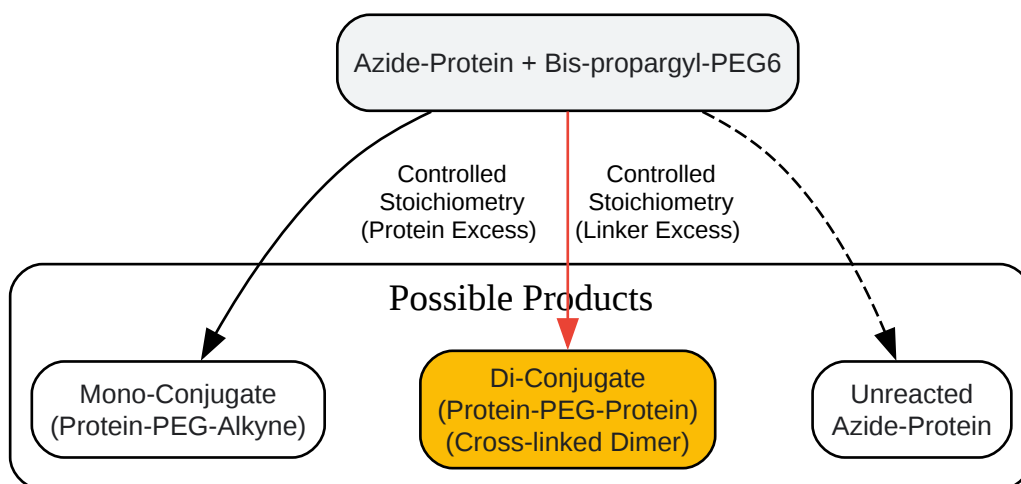 Azide-Protein + Bis-propargyl-PEG6
Controlled
Stoichiometry
(Protein Excess)
Controlled
Stoichiometry
(Linker Excess)
Possible Products
Mono-Conjugate
(Protein-PEG-Alkyne)
Di-Conjugate
(Protein-PEG-Protein)
(Cross-linked Dimer)
Unreacted
Azide-Protein